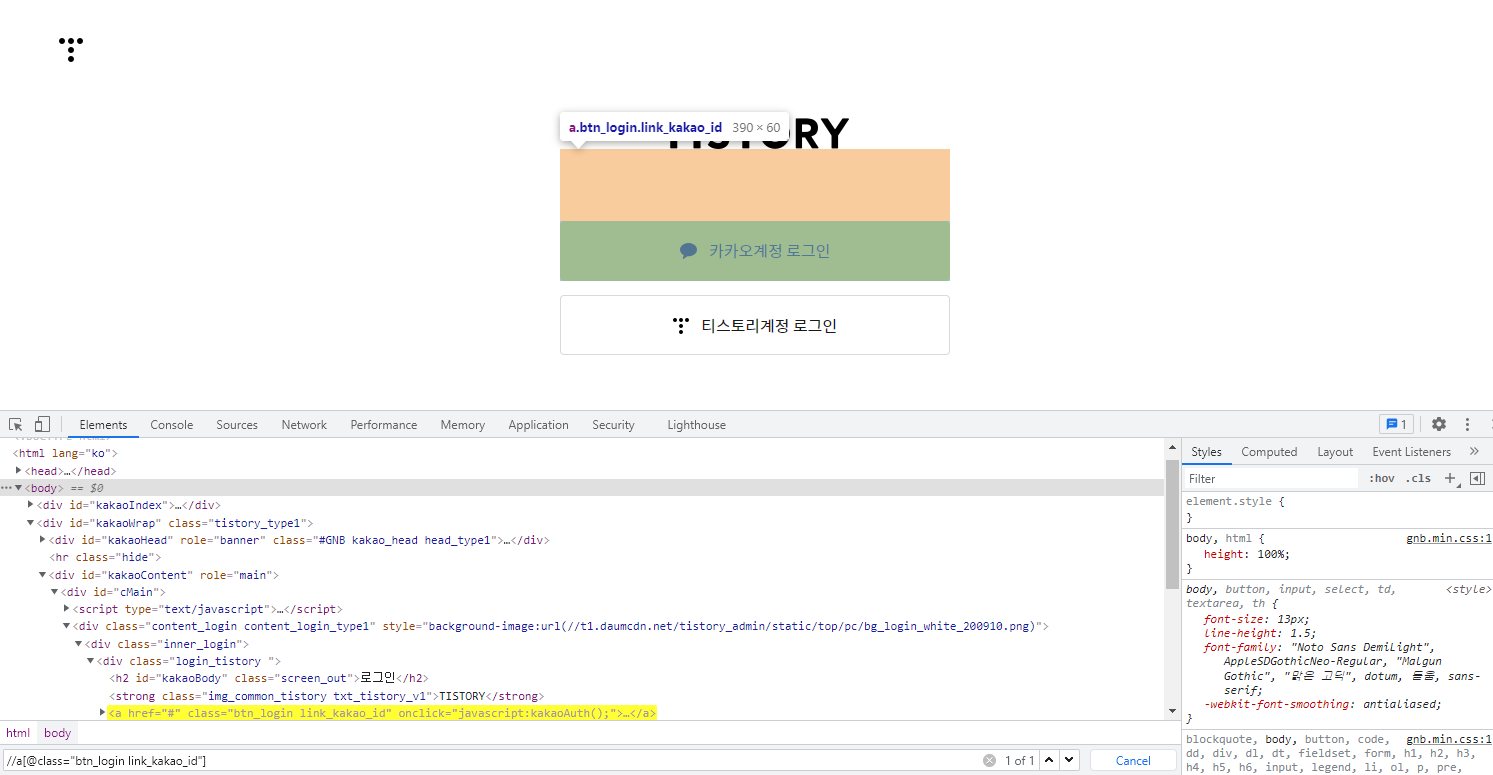 a.btn_login.link_kakao_id 390 × 60
TISTORY
카카오계정 로그인
티스토리계정 로그인
Elements Console Sources Network Performance Memory Application Security Lighthouse 1
<html lang="ko">
<head>…</head>
<body> == $0
<div id="kakaoIndex">…</div>
<div id="kakaoWrap" class="tistory_type1">
<div id="kakaoHead" role="banner" class="#GNB kakao_head head_type1">…</div>
<hr class="hide">
<div id="kakaoContent" role="main">
<div id="cMain">
<script type="text/javascript">…</script>
<div class="content_login content_login_type1" style="background-image:url(//t1.daumcdn.net/tistory_admin/static/top/pc/bg_login_white_200910.png)">
<div class="inner_login">
<div class="login_tistory ">
<h2 id="kakaoBody" class="screen_out">로그인</h2>
<strong class="img_common_tistory txt_tistory_v1">TISTORY</strong>
<a href="#" class="btn_login link_kakao_id" onclick="javascript:kakaoAuth();">…</a>
html body
//a[@class="btn_login link_kakao_id"] 1 of 1 Cancel
Styles Computed Layout Event Listeners »
Filter :hov .cls +
element.style {
}
body, html { gnb.min.css:1
height: 100%;
}
body, button, input, select, td, <style>
textarea, th {
font-size: 13px;
line-height: 1.5;
font-family: "Noto Sans DemiLight",
AppleSDGothicNeo-Regular, "Malgun
Gothic", "맑은 고딕", dotum, 돋움, sans-
serif;
-webkit-font-smoothing: antialiased;
}
blockquote, body, button, code, gnb.min.css:1
dd, div, dl, dt, fieldset, form, h1, h2, h3,
h4, h5, h6, input, legend, li, ol, p, pre,